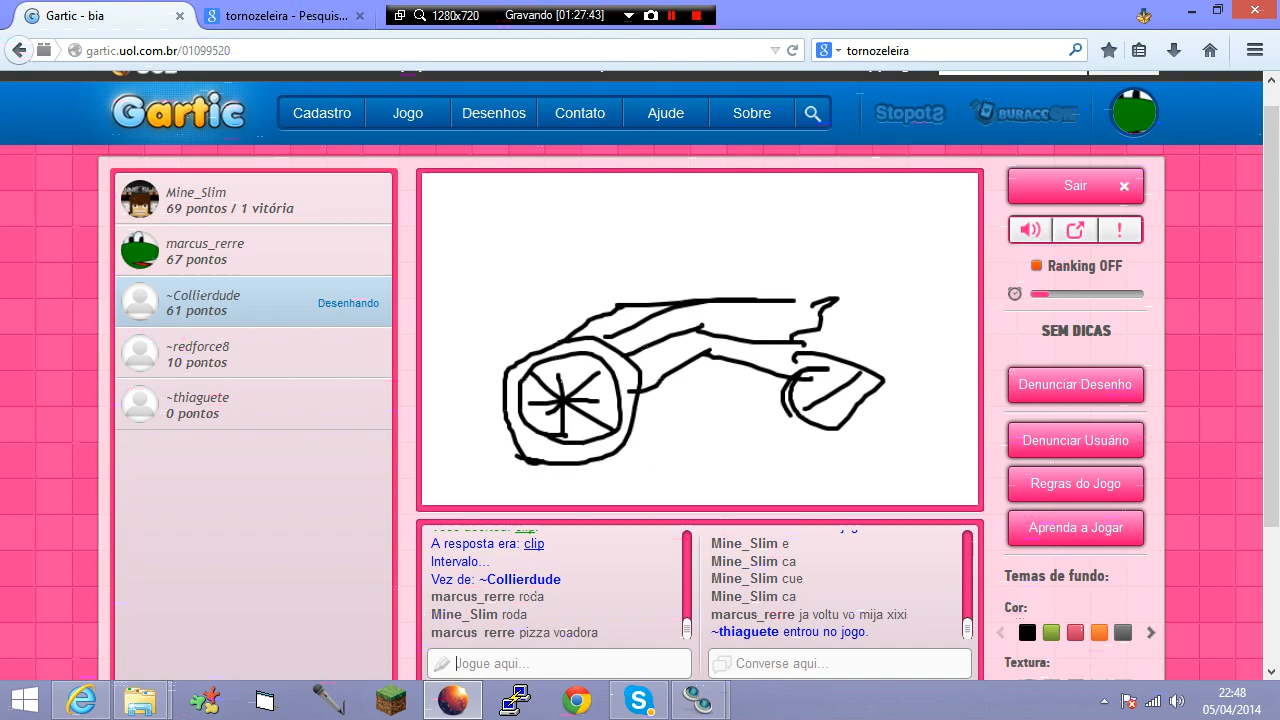 Gartic - bia
tornozeleira - Pesquis...
1280x720 Gravando [01:27:43]
gartic.uol.com.br/01099520
tornozeleira
Gartic
Cadastro Jogo Desenhos Contato Ajude Sobre
StopotS
BURACOON
Mine_Slim
69 pontos / 1 vitória
marcus_rerre
67 pontos
~Collierdude
61 pontos
Desenhando
~redforce8
10 pontos
~thiaguete
0 pontos
Sair
Ranking OFF
SEM DICAS
Denunciar Desenho
Denunciar Usuário
Regras do Jogo
Aprenda a Jogar
Temas de fundo:
Cor:
Textura:
A resposta era: clip
Intervalo...
Vez de: ~Collierdude
marcus_rerre roda
Mine_Slim roda
marcus_rerre pizza voadora
Jogue aqui...
Mine_Slim e
Mine_Slim ca
Mine_Slim cue
Mine_Slim ca
marcus_rerre ja voltu vo mija xixi
~thiaguete entrou no jogo.
Converse aqui...
22:48
05/04/2014